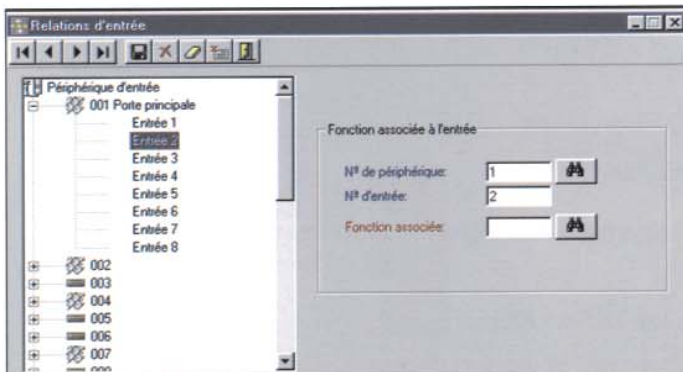 Relations d'entrée
Périphérique d'entrée
001 Porte principale
Entrée 1
Entrée 2
Entrée 3
Entrée 4
Entrée 5
Entrée 6
Entrée 7
Entrée 8
002
003
004
005
006
007
Fonction associée à l'entrée
Nº de périphérique: 1
Nº d'entrée: 2
Fonction associée: